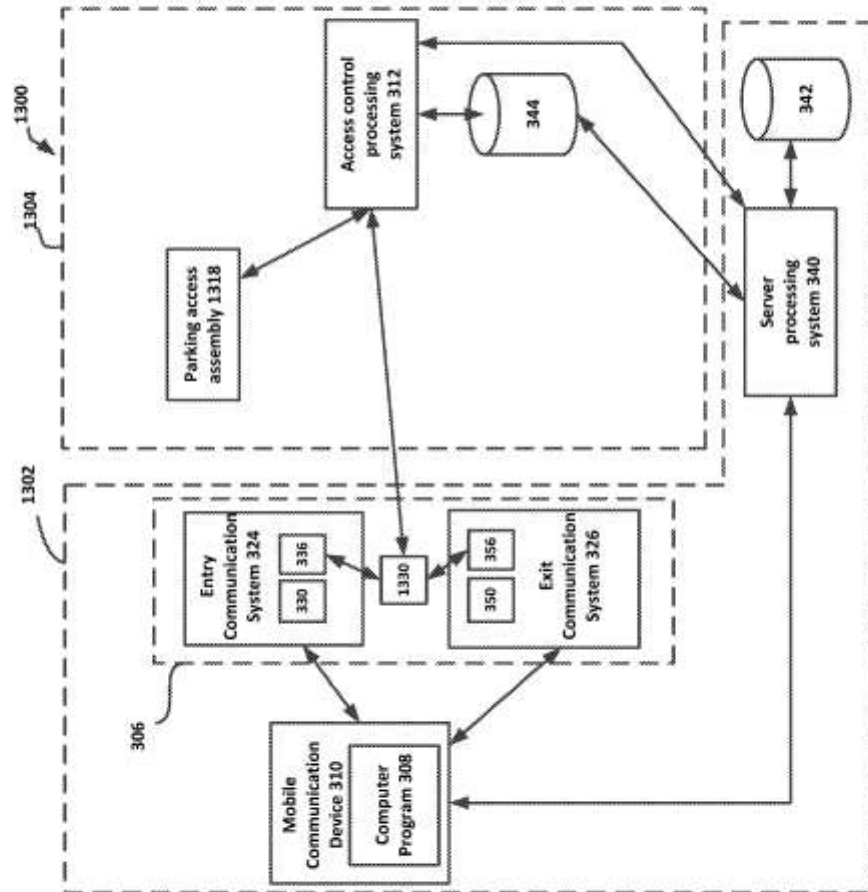 1300
1302
1304
306
Mobile
Communication
Device 310
Computer
Program 308
Entry
Communication
System 324
330
336
1330
350
356
Exit
Communication
System 326
Parking access
assembly 1318
Access control
processing
system 312
344
Server
processing
system 340
342